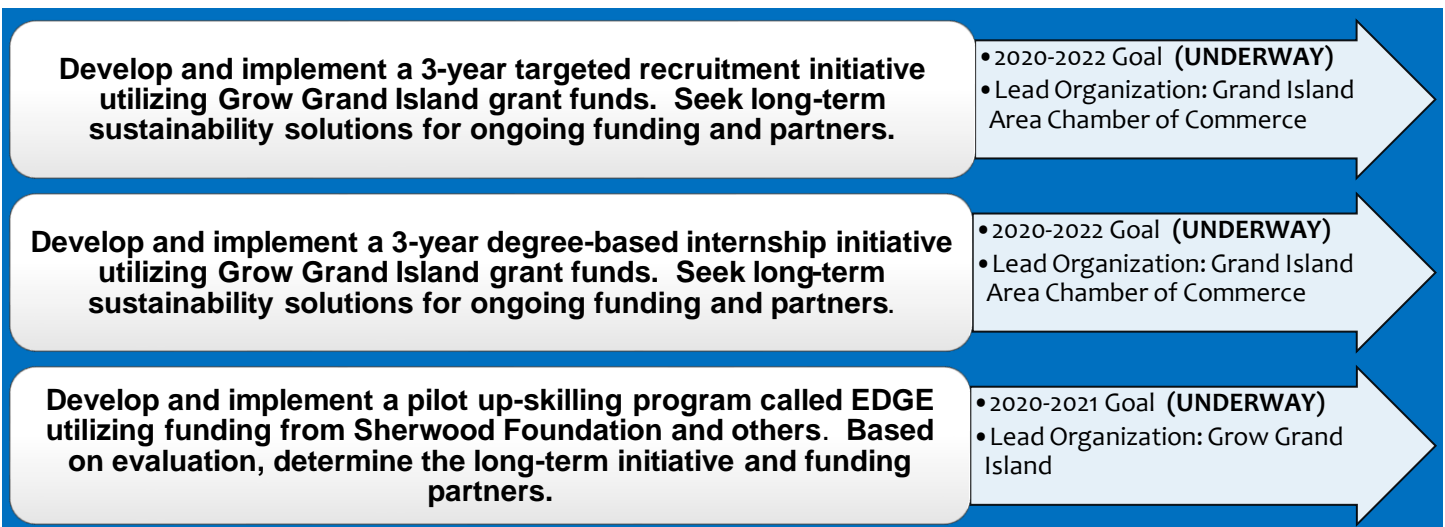 Develop and implement a 3-year targeted recruitment initiative
utilizing Grow Grand Island grant funds.  Seek long-term
sustainability solutions for ongoing funding and partners.
•2020-2022 Goal  (UNDERWAY)
•Lead Organization: Grand Island
Area Chamber of Commerce
Develop and implement a 3-year degree-based internship initiative
utilizing Grow Grand Island grant funds.  Seek long-term
sustainability solutions for ongoing funding and partners.
•2020-2022 Goal  (UNDERWAY)
•Lead Organization: Grand Island
Area Chamber of Commerce
Develop and implement a pilot up-skilling program called EDGE
utilizing funding from Sherwood Foundation and others.  Based
on evaluation, determine the long-term initiative and funding
partners.
•2020-2021 Goal  (UNDERWAY)
•Lead Organization: Grow Grand
Island